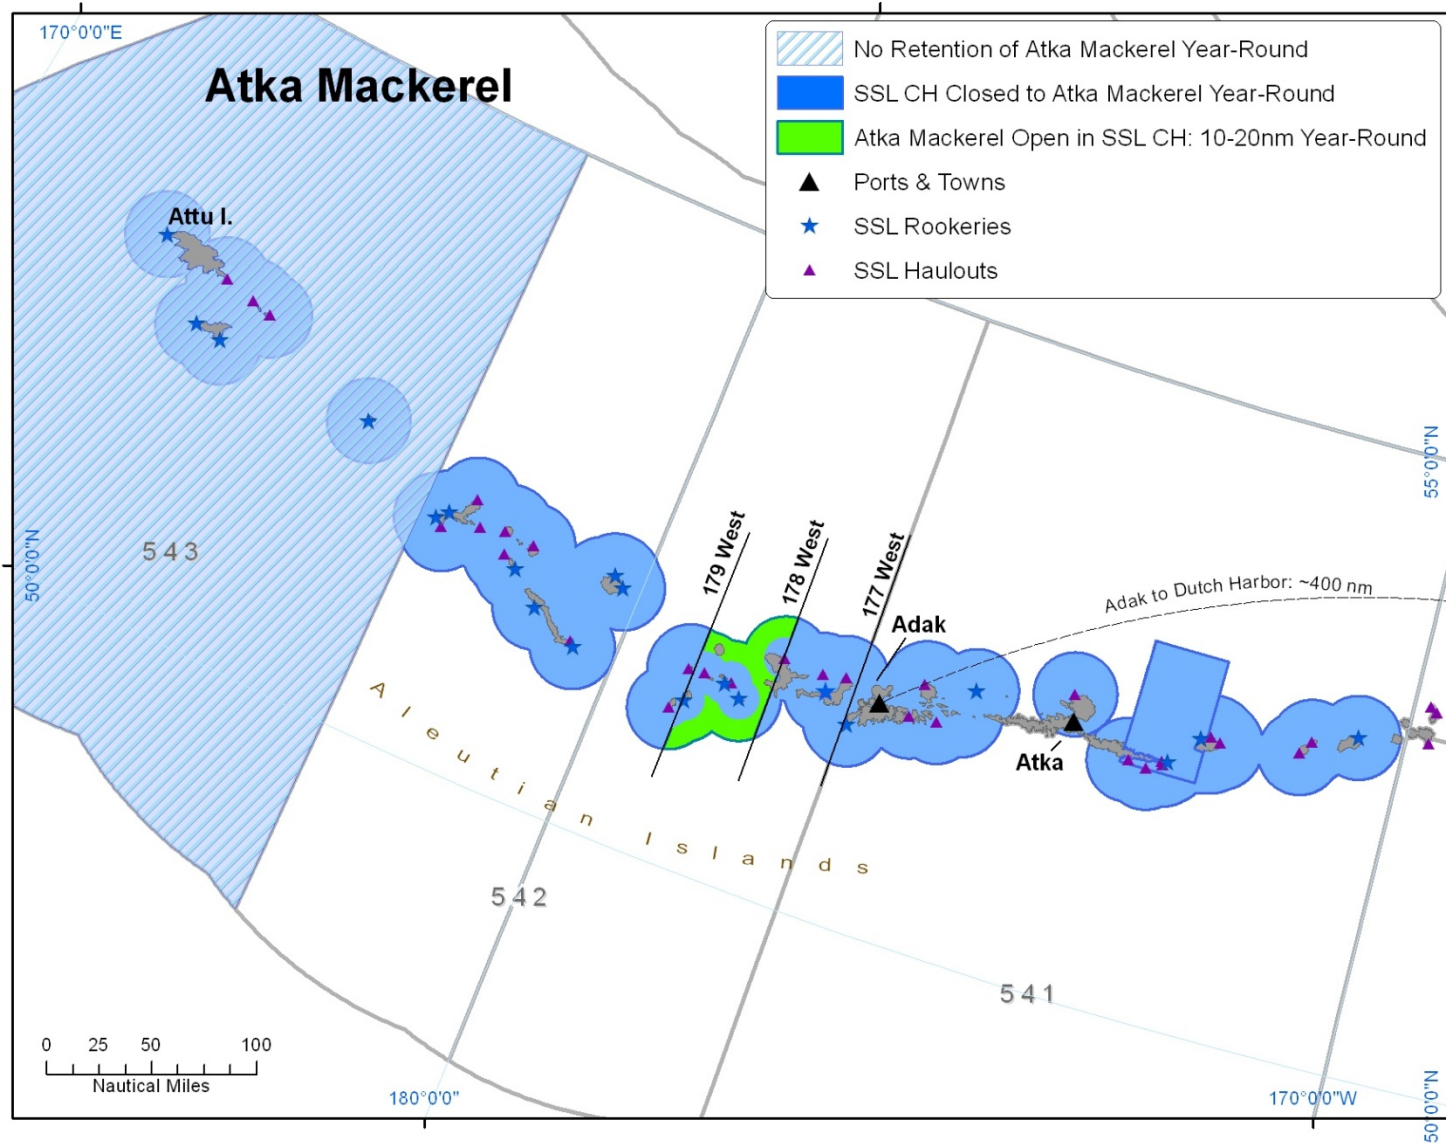 170°0'0"E
Atka Mackerel
No Retention of Atka Mackerel Year-Round
SSL CH Closed to Atka Mackerel Year-Round
Atka Mackerel Open in SSL CH: 10-20nm Year-Round
Ports & Towns
SSL Rookeries
SSL Haulouts
Attu I.
55°0'0"N
50°0'0"N
543
179 West
178 West
177 West
Adak
Adak to Dutch Harbor: ~400 nm
Atka
Aleutian Islands
542
541
0 25 50 100
Nautical Miles
180°0'0"
170°0'0"W
50°0'0"N